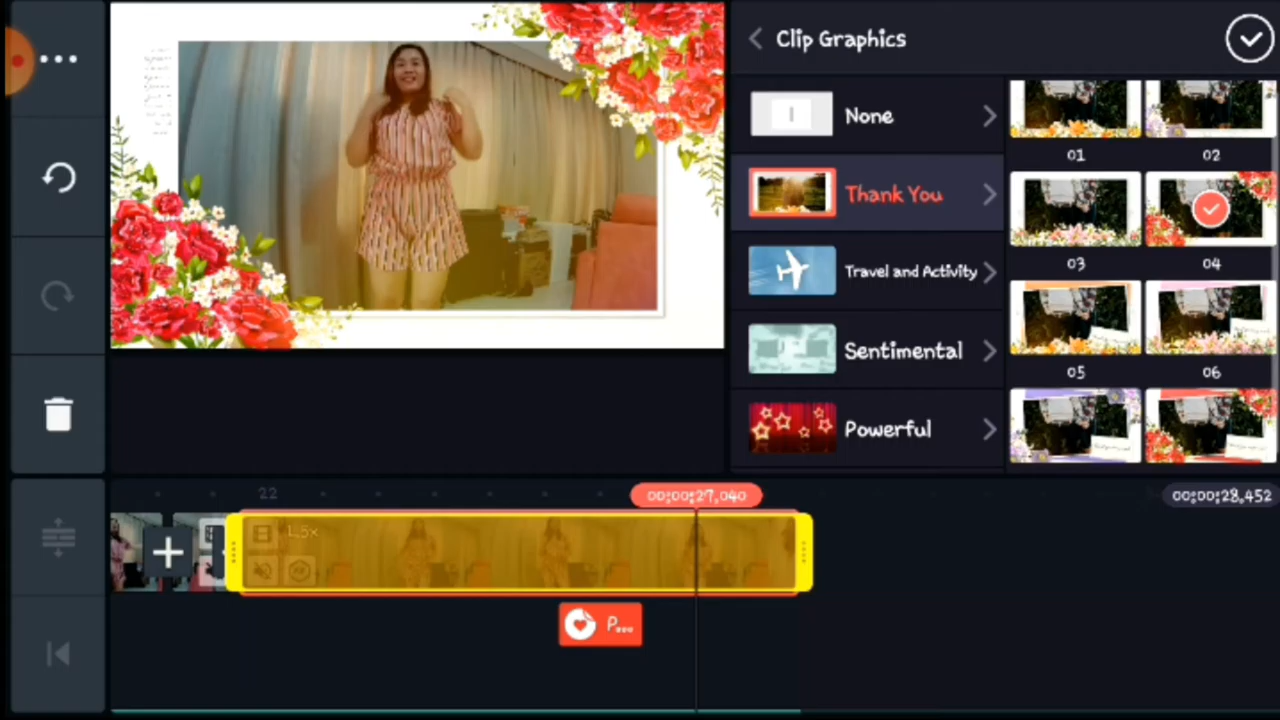 Clip Graphics
None
Thank You
Travel and Activity
Sentimental
Powerful
01
02
03
04
05
06
22
00:00:27,040
00:00:28,452
1.5x
P...